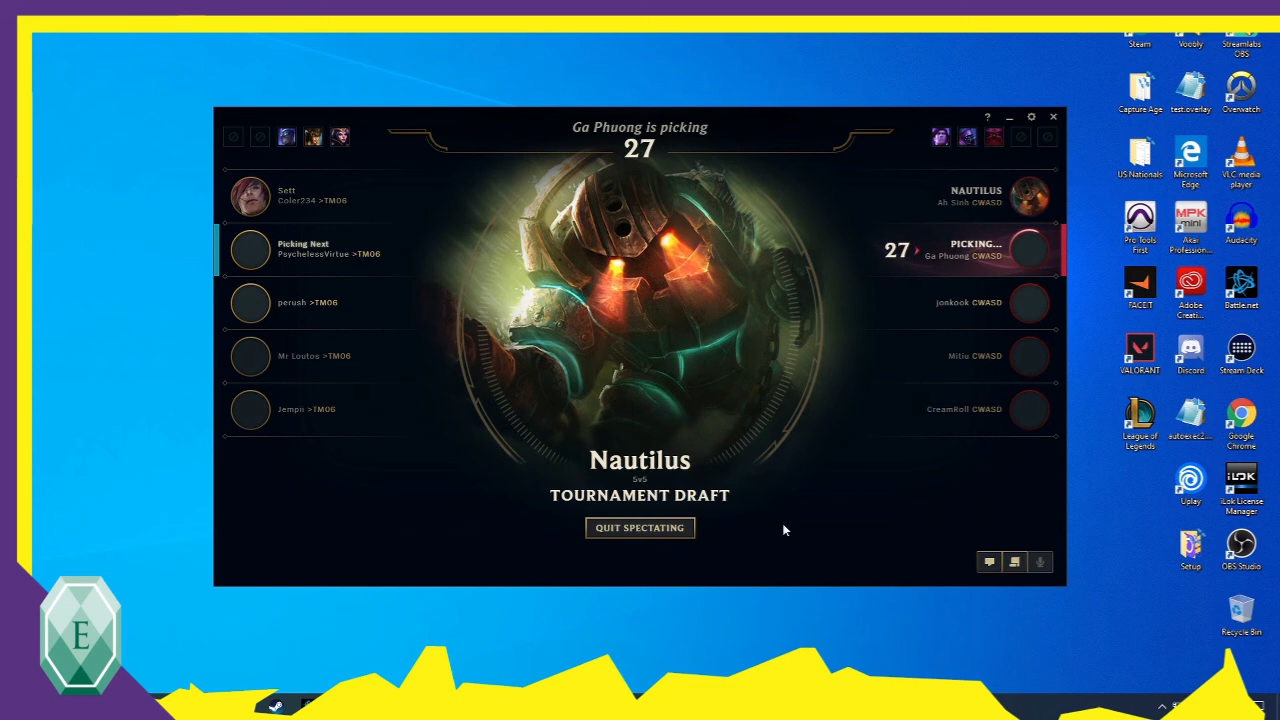 Ga Phuong is picking
27
Sett
Coler234 >TM06
Picking Next
PsychelessVirtue >TM06
perush >TM06
Mr Loutos >TM06
Jempii >TM06
NAUTILUS
Ah Sinh CWASD
27
PICKING...
Ga Phuong CWASD
jonkook CWASD
Mitiu CWASD
CreamRoll CWASD
Nautilus
5v5
TOURNAMENT DRAFT
QUIT SPECTATING
?
Steam
Voobly
Streamlabs
OBS
Capture Age
test.overlay
Overwatch
US Nationals
Microsoft
Edge
VLC media
player
Pro Tools
First
MPK
mini
Akai
Profession...
Audacity
FACEIT
Adobe
Creati...
Battle.net
VALORANT
Discord
Stream Deck
League of
Legends
autoexec2...
Google
Chrome
Uplay
iLOK
iLok License
Manager
Setup
OBS Studio
Recycle Bin
E